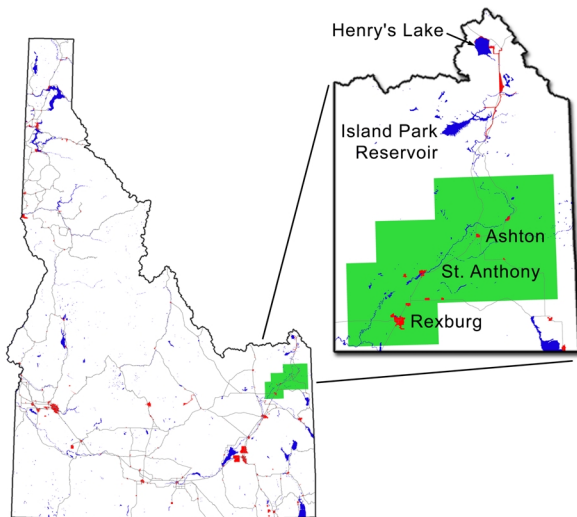 Henry's Lake
Island Park
Reservoir
Ashton
St. Anthony
Rexburg